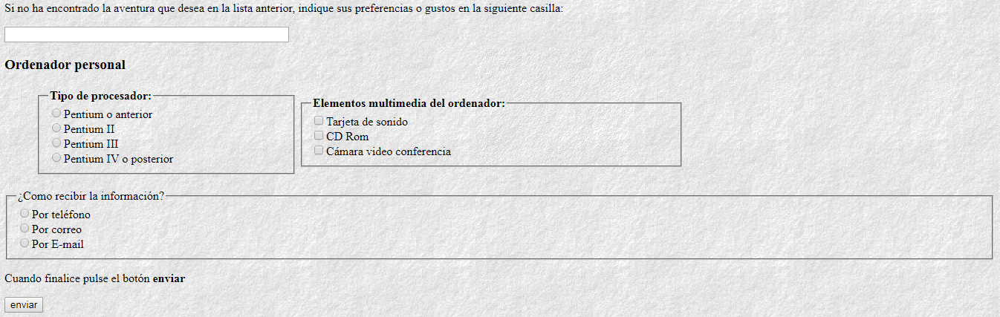 Si no ha encontrado la aventura que desea en la lista anterior, indique sus preferencias o gustos en la siguiente casilla:
Ordenador personal
Tipo de procesador:
Pentium o anterior
Pentium II
Pentium III
Pentium IV o posterior
Elementos multimedia del ordenador:
Tarjeta de sonido
CD Rom
Cámara video conferencia
¿Como recibir la información?
Por teléfono
Por correo
Por E-mail
Cuando finalice pulse el botón enviar
enviar